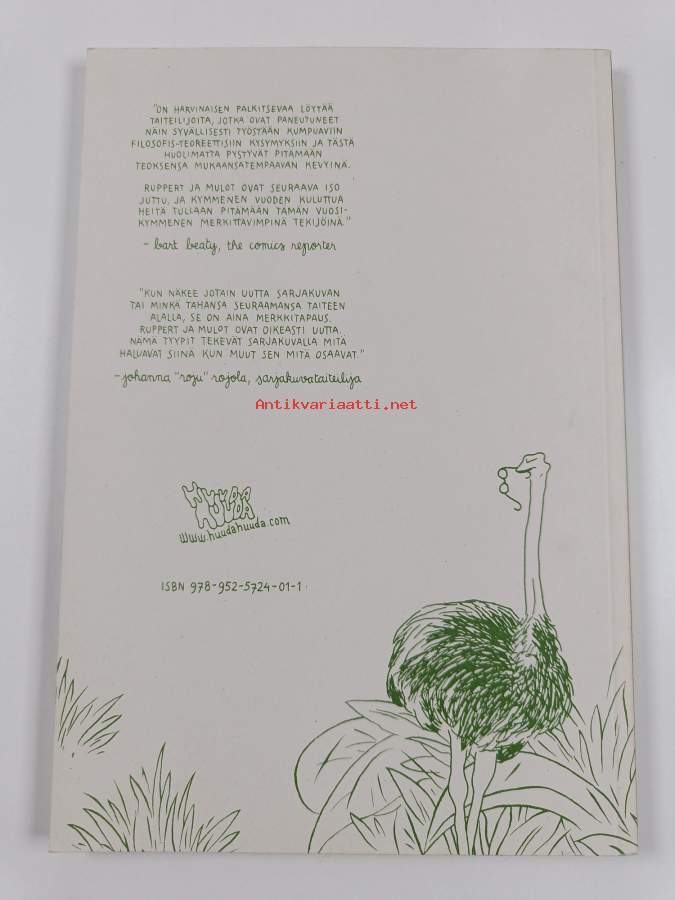 "ON HARVINAISEN PALKITSEVAA LÖYTÄÄ
TAITEILIJOITA, JOTKA OVAT PANEUTUNEET
NÄIN SYVÄLLISESTI TYÖSTÄÄN KUMPUAVIIN
FILOSOFIS-TEOREETTISIIN KYSYMYKSIIN JA TÄSTÄ
HUOLIMATTA PYSTYVÄT PITÄMÄÄN
TEOKSENSA MUKAANSATEMPAAVAN KEVYINÄ.
RUPPERT JA MULOT OVAT SEURAAVA ISO
JUTTU, JA KYMMENEN VUODEN KULUTTUA
HEITÄ TULLAAN PITÄMÄÄN TÄMÄN VUOSI-
KYMMENEN MERKITTÄVIMPINÄ TEKIJÖINÄ."
- bart beaty, the comics reporter
"KUN NÄKEE JOTAIN UUTTA SARJAKUVAN
TAI MINKÄ TAHANSA SEURAAMANSA TAITEEN
ALALLA, SE ON AINA MERKKITAPAUS.
RUPPERT JA MULOT OVAT OIKEASTI UUTTA.
NÄMÄ TYYPIT TEKEVÄT SARJAKUVALLA MITÄ
HALUAVAT SIINÄ KUN MUUT SEN MITÄ OSAAVAT."
- johanna "roju" rojola, sarjakuvataiteilija
Antikvariaatti.net
HUUDA
HUUDA
www.huudahuuda.com
ISBN 978-952-5724-01-1